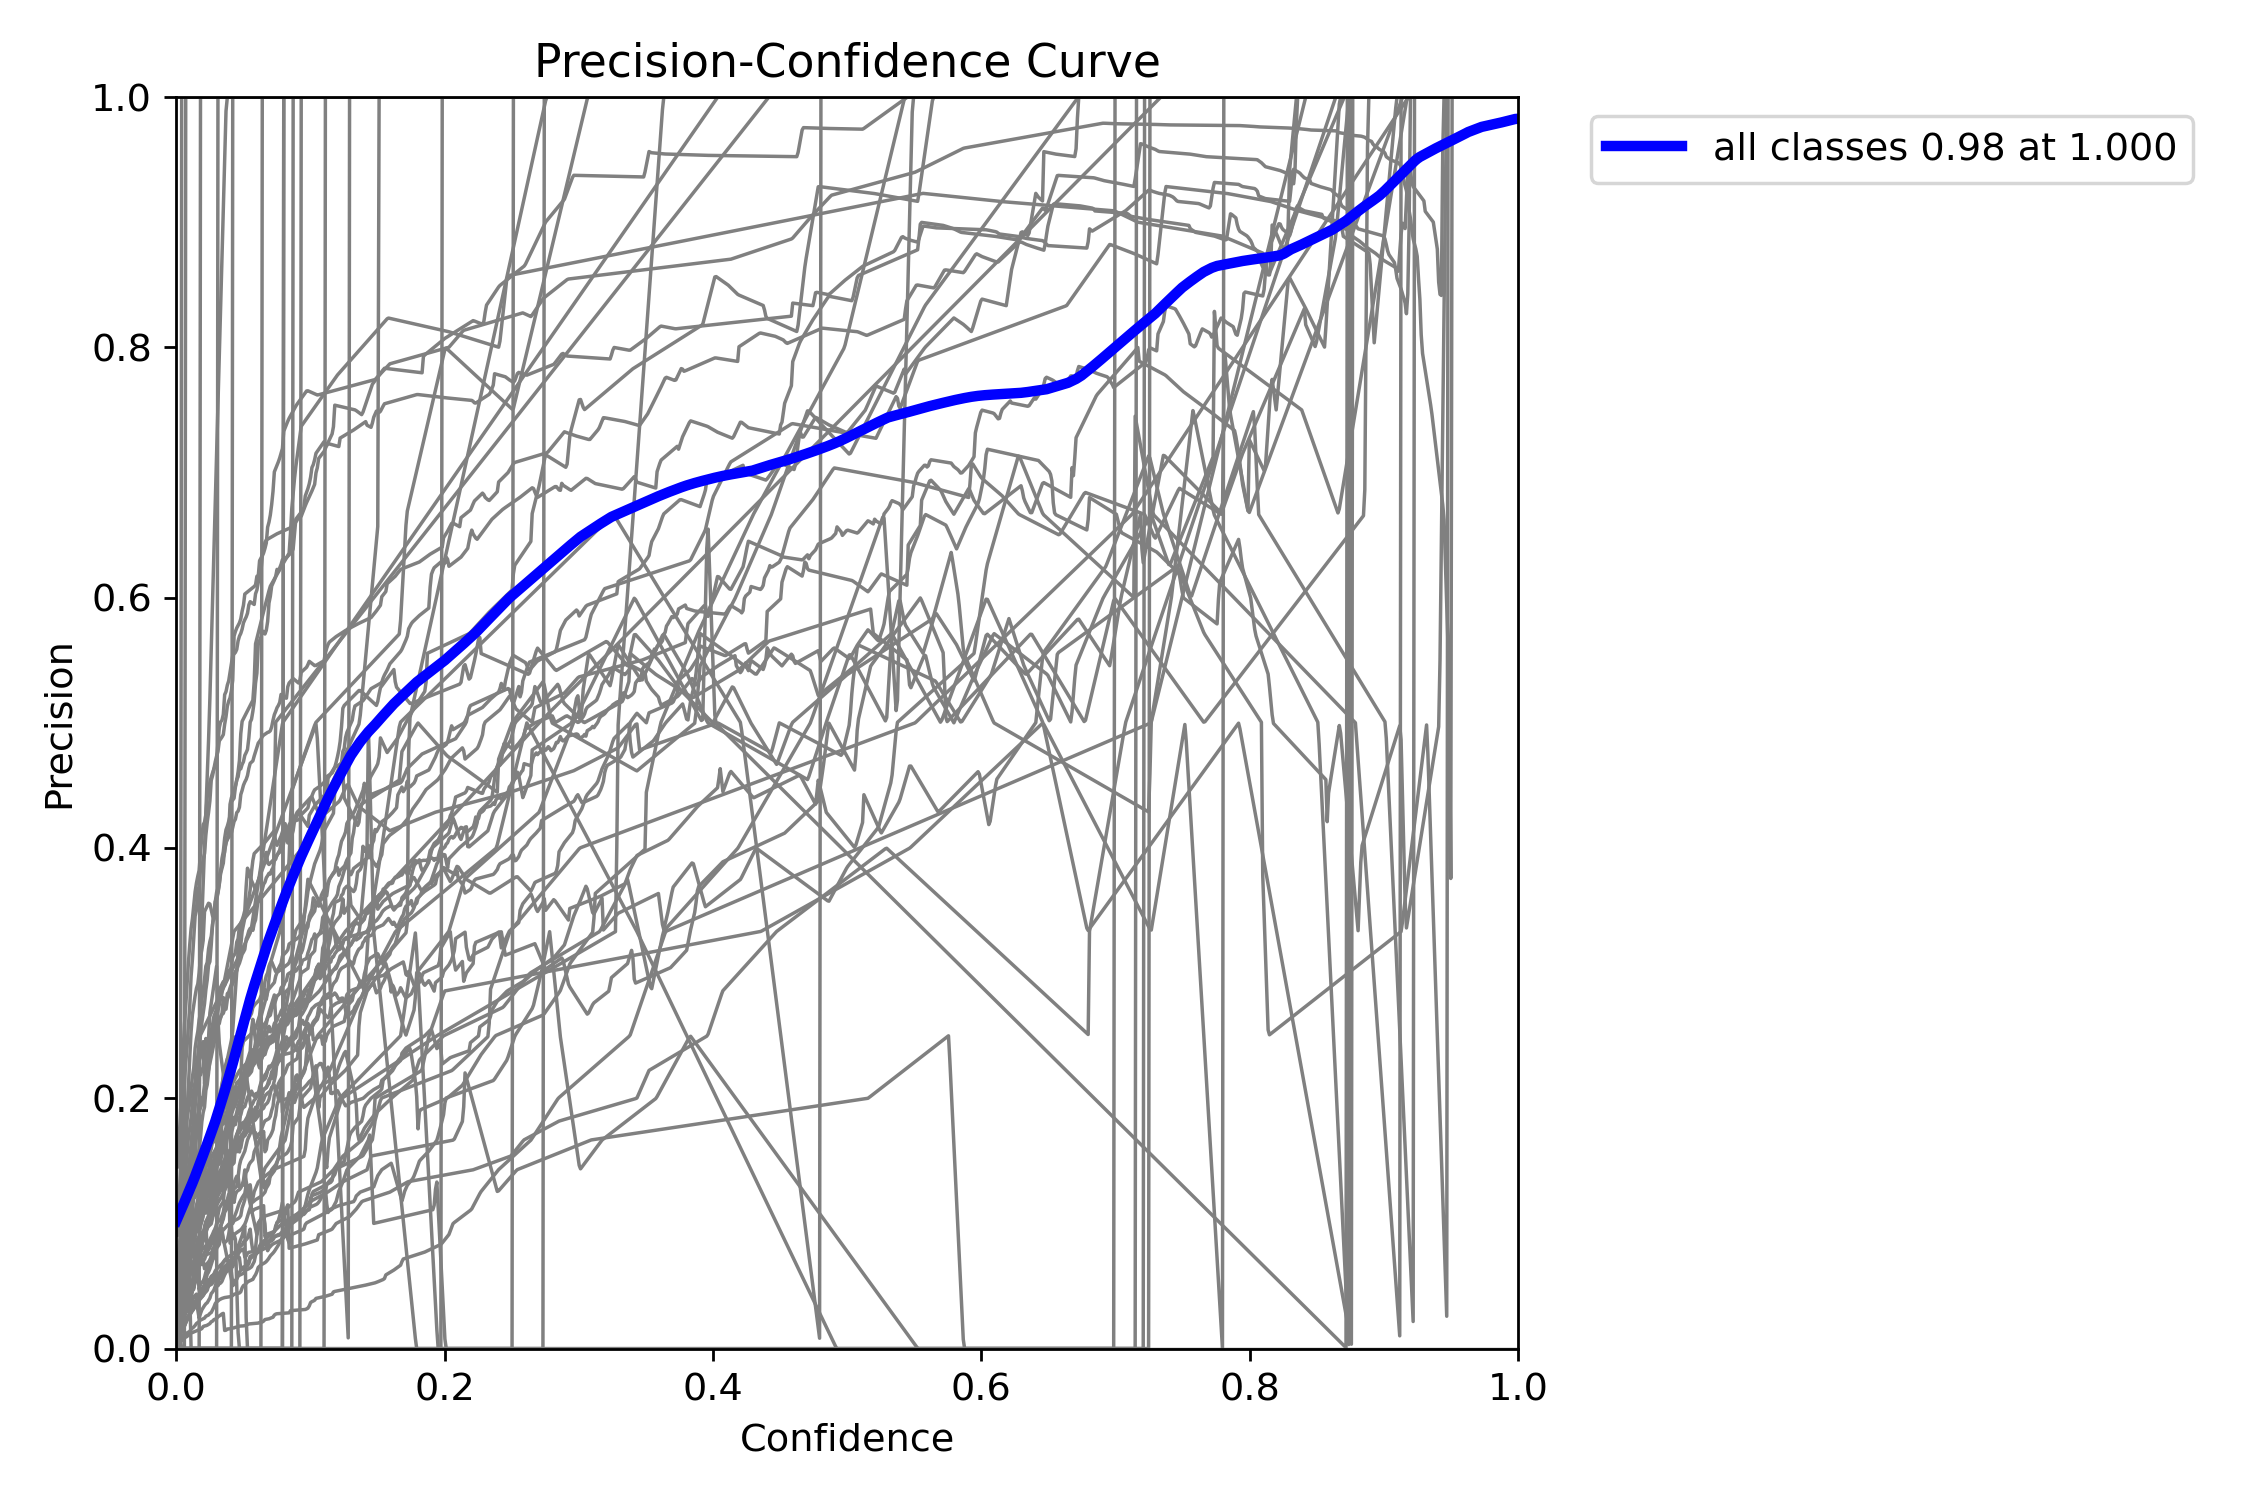 Precision-Confidence Curve
all classes 0.98 at 1.000
1.0
0.8
0.6
0.4
0.2
0.0
Precision
0.0 0.2 0.4 0.6 0.8 1.0
Confidence